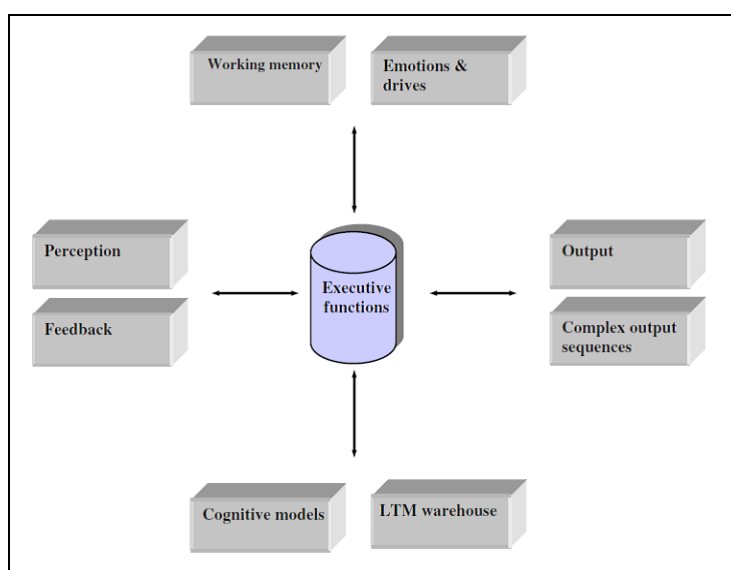 Working memory
Emotions &
drives
Perception
Feedback
Executive
functions
Output
Complex output
sequences
Cognitive models
LTM warehouse